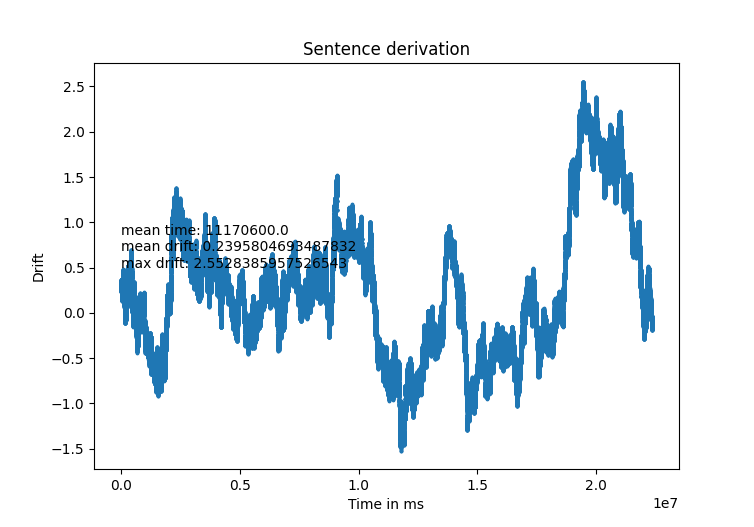 Sentence derivation
2.5
2.0
1.5
1.0
0.5
0.0
−0.5
−1.0
−1.5
Drift
mean time: 11170600.0
mean drift: 0.2395804693487832
max drift: 2.5528385957526543
0.0
0.5
1.0
1.5
2.0
1e7
Time in ms